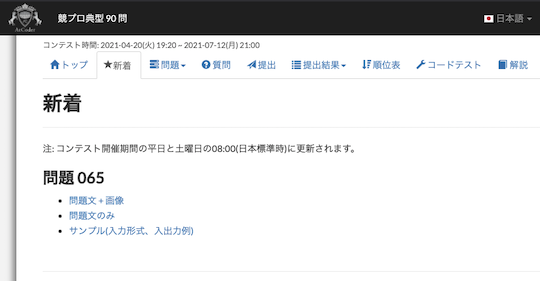 AtCoder
競プロ典型 90 問
日本語
コンテスト時間: 2021-04-20(火) 19:20 ~ 2021-07-12(月) 21:00
トップ 新着 問題 質問 提出 提出結果 順位表 コードテスト 解説
新着
注: コンテスト開催期間の平日と土曜日の08:00(日本標準時)に更新されます。
問題 065
問題文 + 画像
問題文のみ
サンプル(入力形式、入出力例)